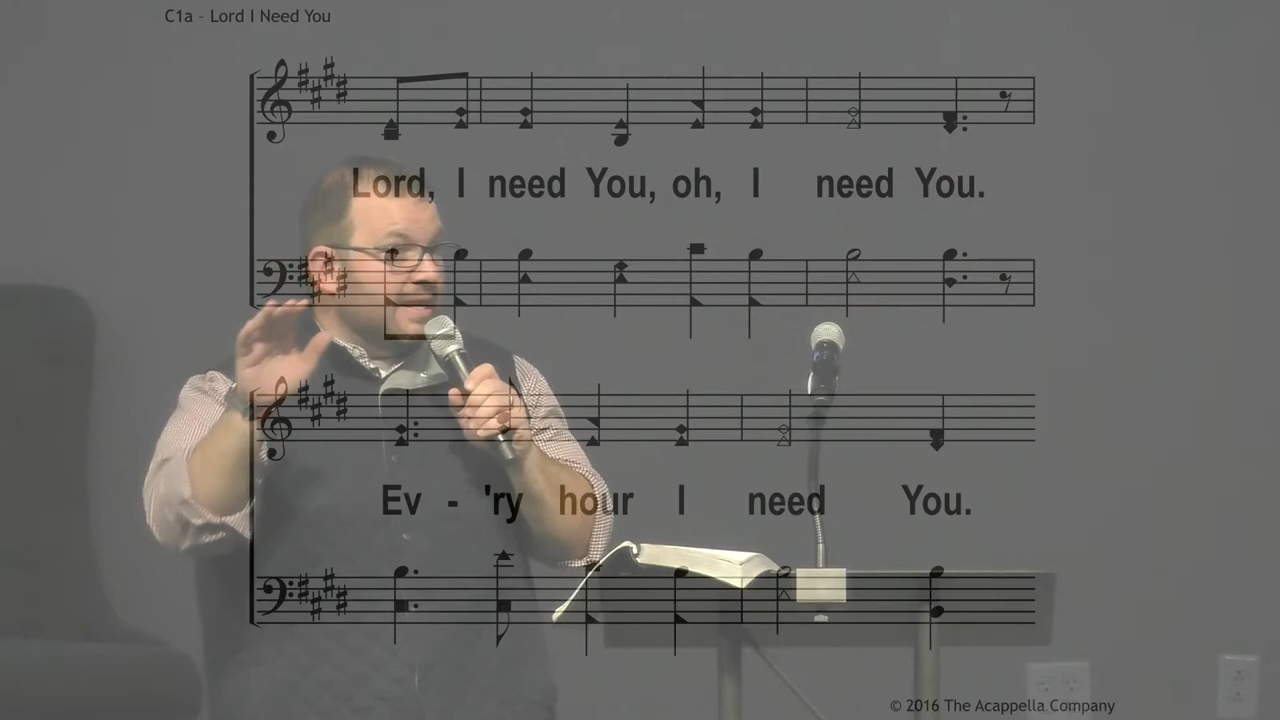 C1a - Lord I Need You
Lord, I need You, oh, I need You.
Ev - 'ry hour I need You.
© 2016 The Acappella Company